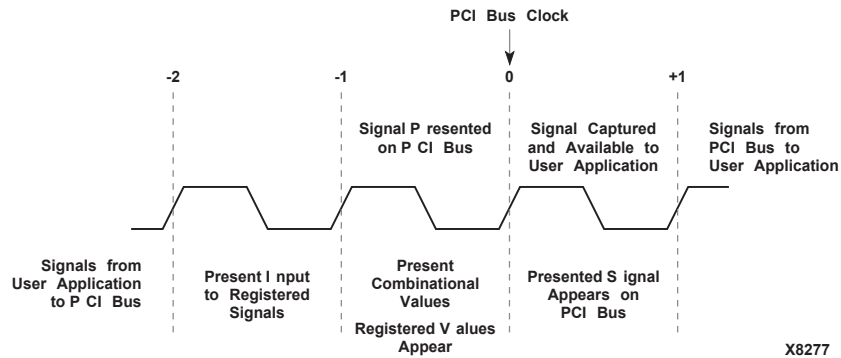 PCI Bus Clock
-2
-1
0
+1
Signal P resented
on P CI Bus
Signal Captured
and Available to
User Application
Signals from
PCI Bus to
User Application
Signals from
User Application
to P CI Bus
Present I nput
to Registered
Signals
Present
Combinational
Values
Registered V alues
Appear
Presented S ignal
Appears on
PCI Bus
X8277